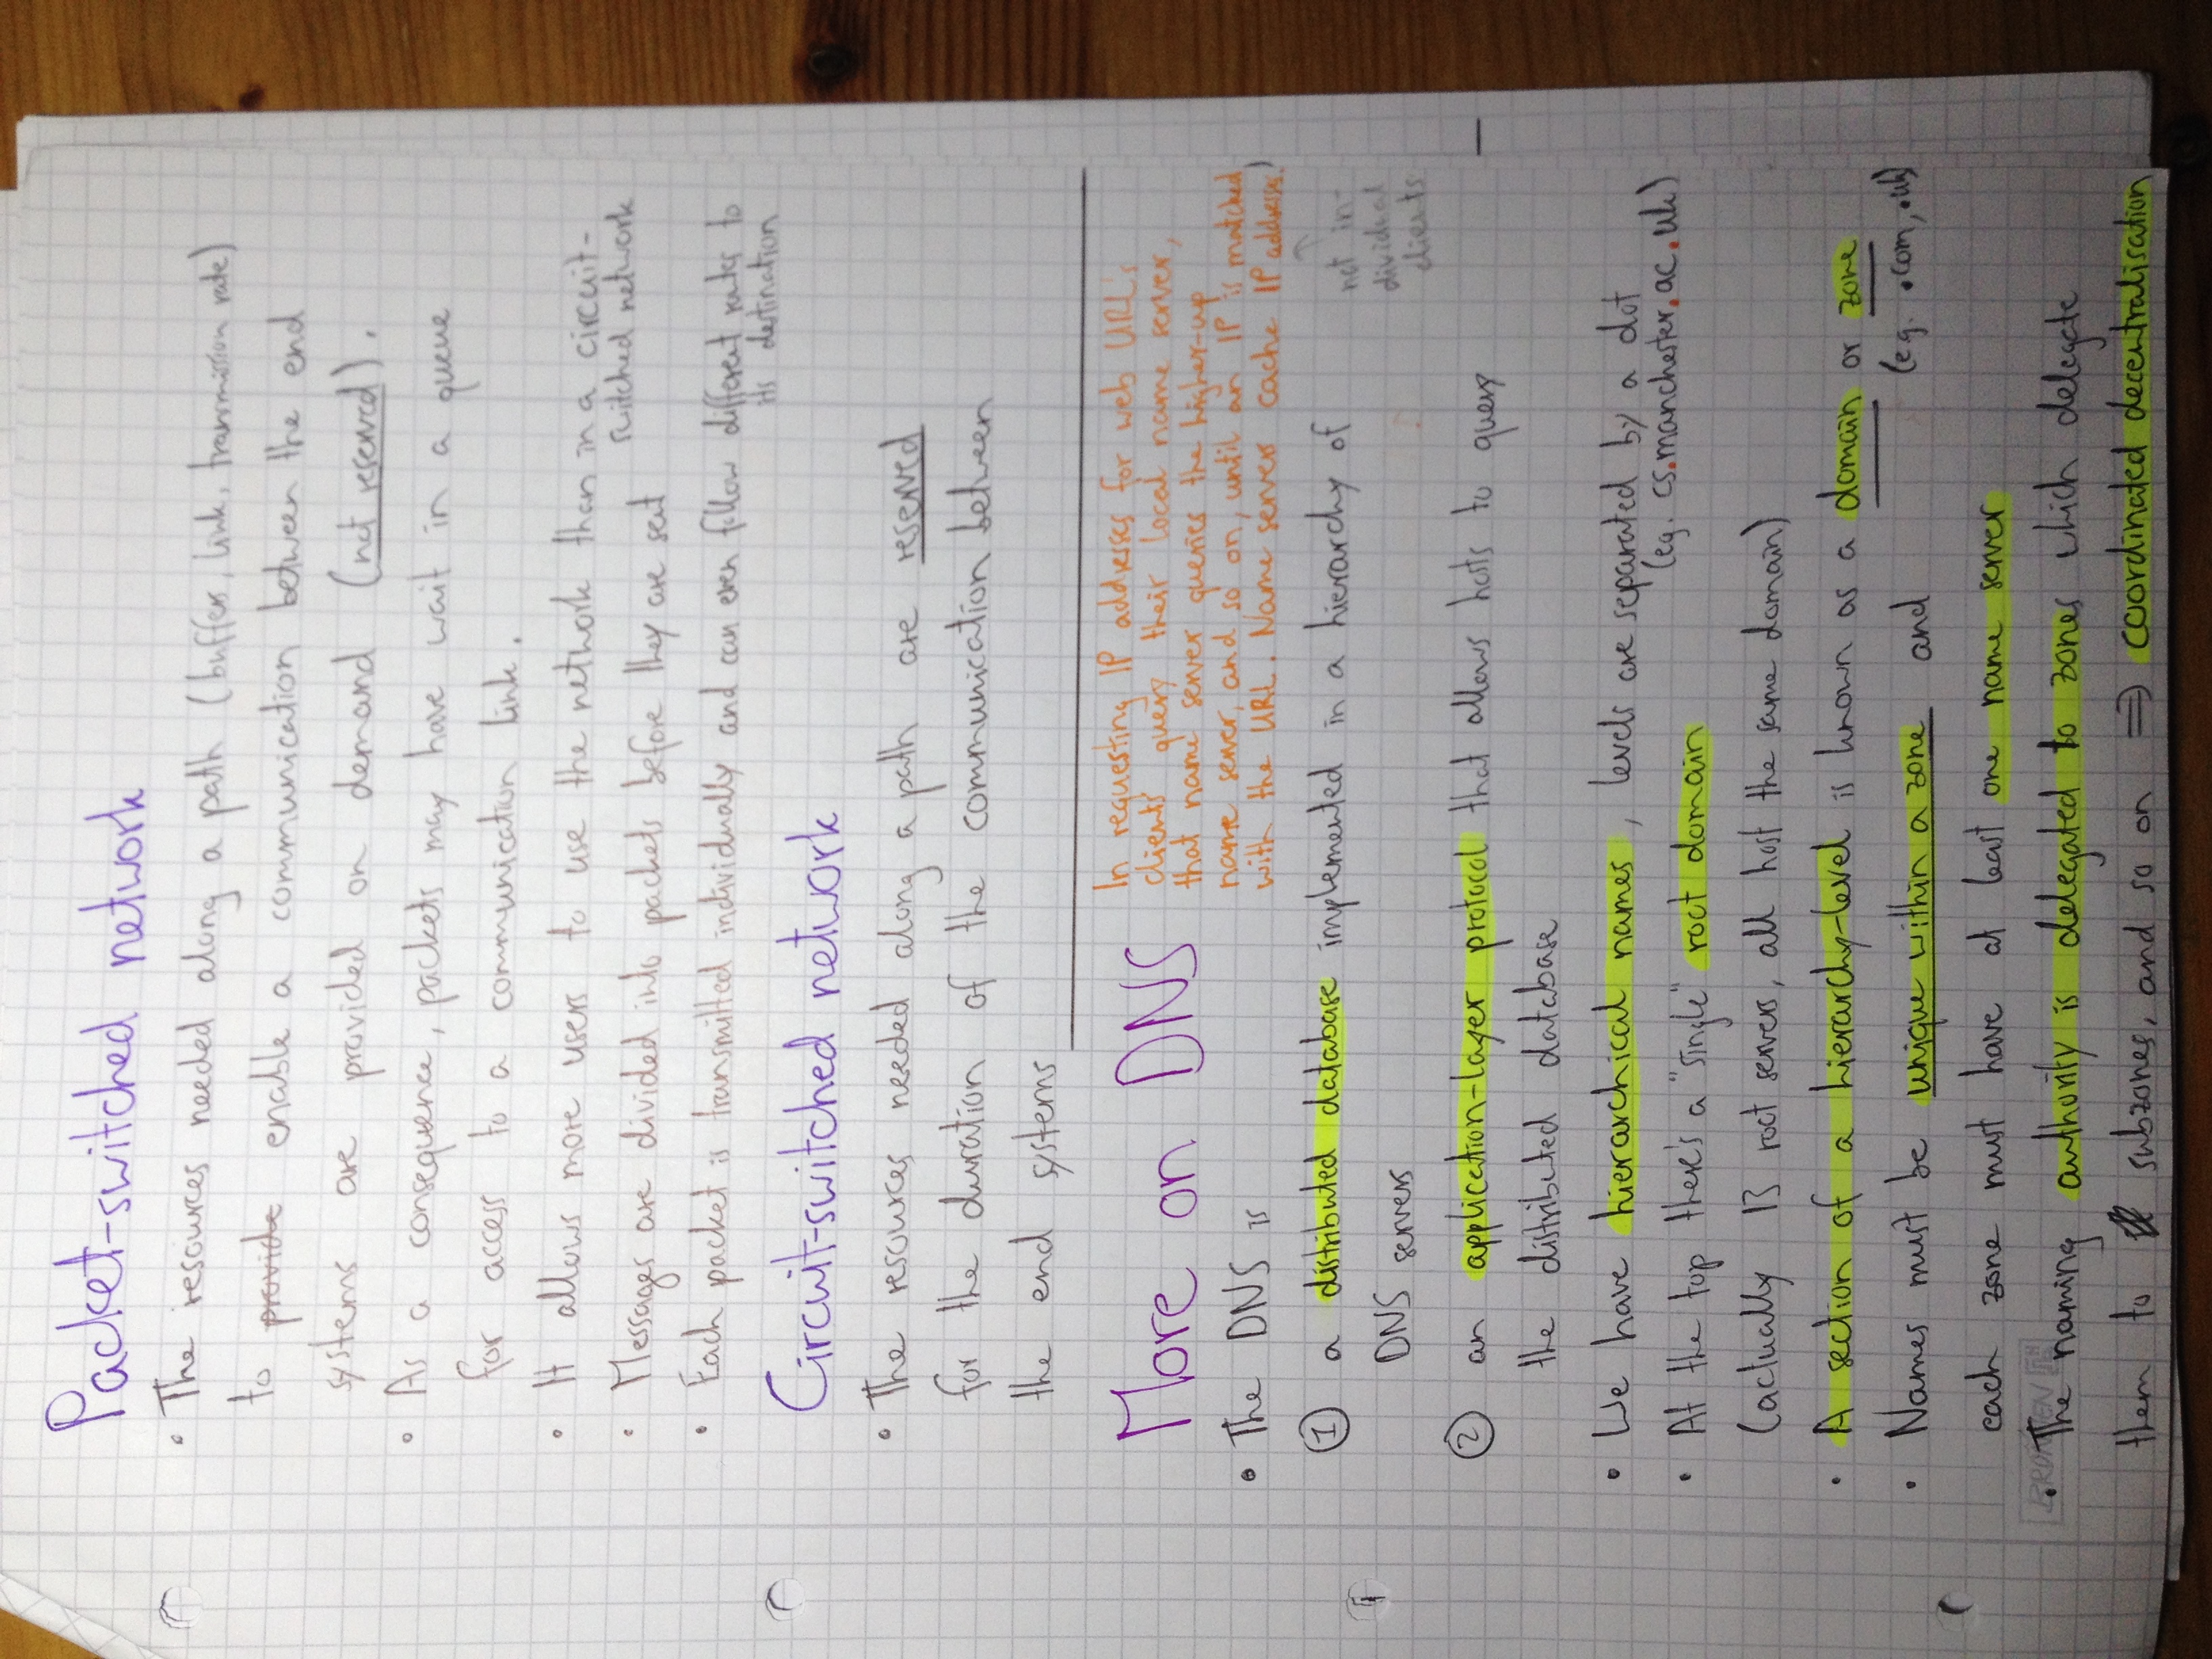 Packet-switched network
• The resources needed along a path (buffer, link, transmission rate)
to provide enable a communication between the end
systems are provided on demand (not reserved).
• As a consequence, packets may have wait in a queue
for access to a communication link.
• It allows more users to use the network than in a circuit-
switched network
• Messages are divided into packets before they are sent
• Each packet is transmitted individually and can even follow different routes to
its destination
Circuit-switched network
• The resources needed along a path are reserved
for the duration of the communication between
the end systems
More on DNS
In requesting IP addresses for web URL's
clients query their local name server,
that name server queries the higher-up
name server, and so on, until an IP is matched
with the URL. Name servers cache IP addresses.)
• The DNS is
① a distributed database implemented in a hierarchy of
DNS servers
not in-
dividual
clients
② an application-layer protocol that allows hosts to query
the distributed database
• We have hierarchical names, levels are separated by a dot
(eg. cs.manchester.ac.uk)
• At the top there's a "single" root domain
(actually 13 root servers, all host the same domain)
• A section of a hierarchy-level is known as a domain or zone
(eg. .com, .uk)
• Names must be unique within a zone and
each zone must have at least one name server
• The naming authority is delegated to zones which delegate
them to subzones, and so on ⇒ coordinated decentralisation